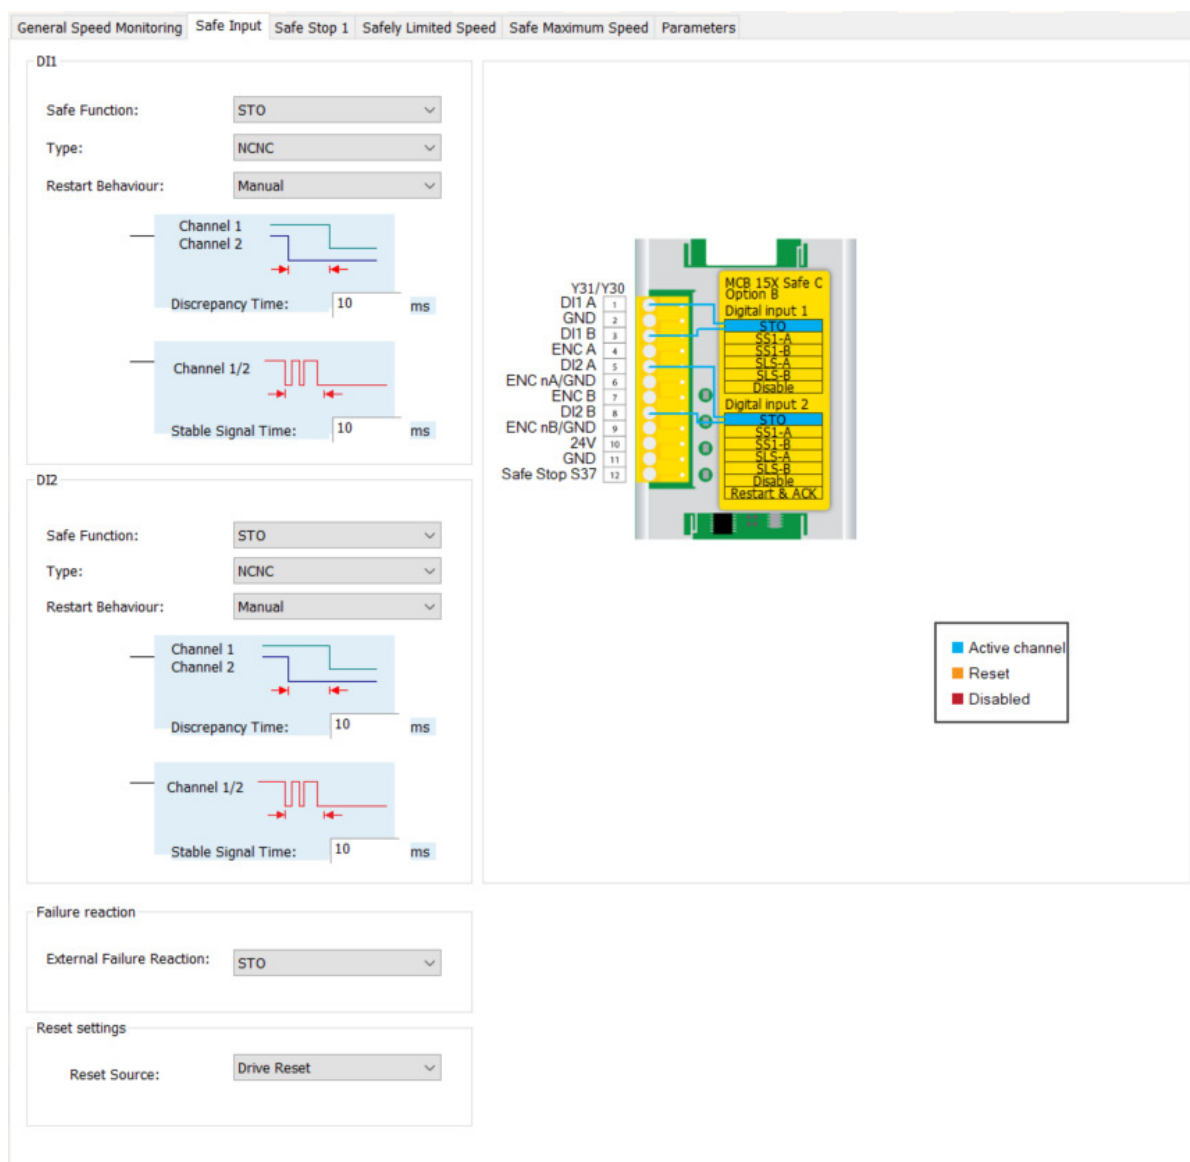 General Speed Monitoring Safe Input Safe Stop 1 Safely Limited Speed Safe Maximum Speed Parameters
DI1
Safe Function: STO
Type: NCNC
Restart Behaviour: Manual
Channel 1
Channel 2
Discrepancy Time: 10 ms
Channel 1/2
Stable Signal Time: 10 ms
DI2
Safe Function: STO
Type: NCNC
Restart Behaviour: Manual
Channel 1
Channel 2
Discrepancy Time: 10 ms
Channel 1/2
Stable Signal Time: 10 ms
Failure reaction
External Failure Reaction: STO
Reset settings
Reset Source: Drive Reset
Y31/Y30
DI1 A 1
GND 2
DI1 B 3
ENC A 4
DI2 A 5
ENC nA/GND 6
ENC B 7
DI2 B 8
ENC nB/GND 9
24V 10
GND 11
Safe Stop S37 12
MCB 15X Safe C
Option B
Digital input 1
STO
SS1-A
SS1-B
SLS-A
SLS-B
Disable
Digital input 2
STO
SS1-A
SS1-B
SLS-A
SLS-B
Disable
Restart & ACK
Active channel
Reset
Disabled